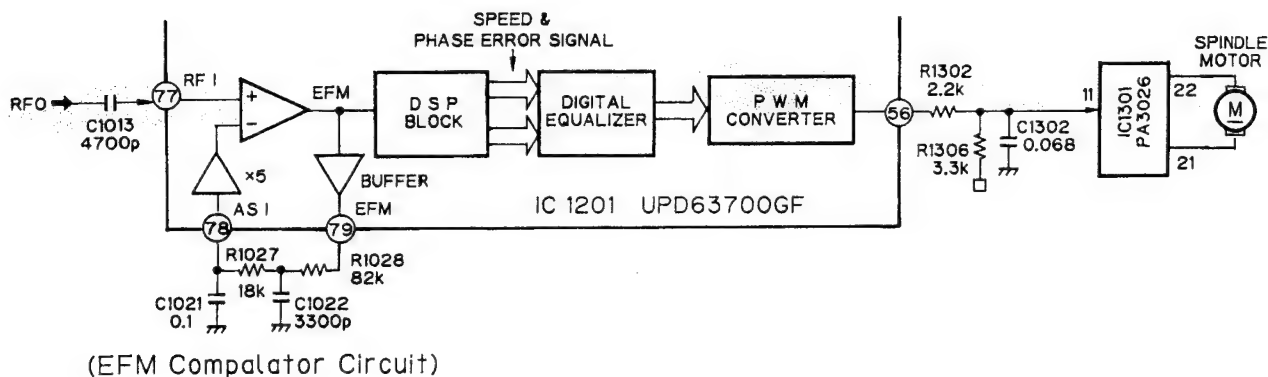 SPEED &
PHASE ERROR SIGNAL
SPINDLE
MOTOR
RFO
C1013
4700p
77
RF I
+
−
EFM
D S P
BLOCK
DIGITAL
EQUALIZER
P W M
CONVERTER
56
R1302
2.2k
11
IC1301
PA3026
22
M
21
R1306
3.3k
C1302
0.068
×5
BUFFER
AS I
EFM
IC 1201 UPD63700GF
78
79
R1027
18k
R1028
82k
C1021
0.1
C1022
3300p
(EFM Compalator Circuit)